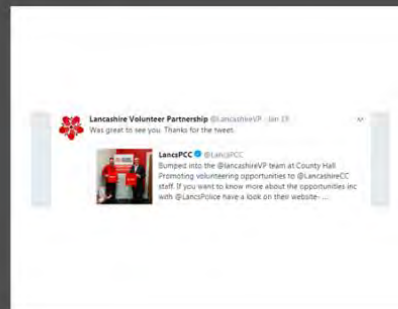 Lancashire Volunteer Partnership @LancashireVP · Jan 19
Was great to see you. Thanks for the tweet.
LancsPCC @LancsPCC
Bumped into the @lancashireVP team at County Hall
Promoting volunteering opportunities to @LancashireCC
staff. If you want to know more about the opportunities inc
with @LancsPolice have a look on their website- ...